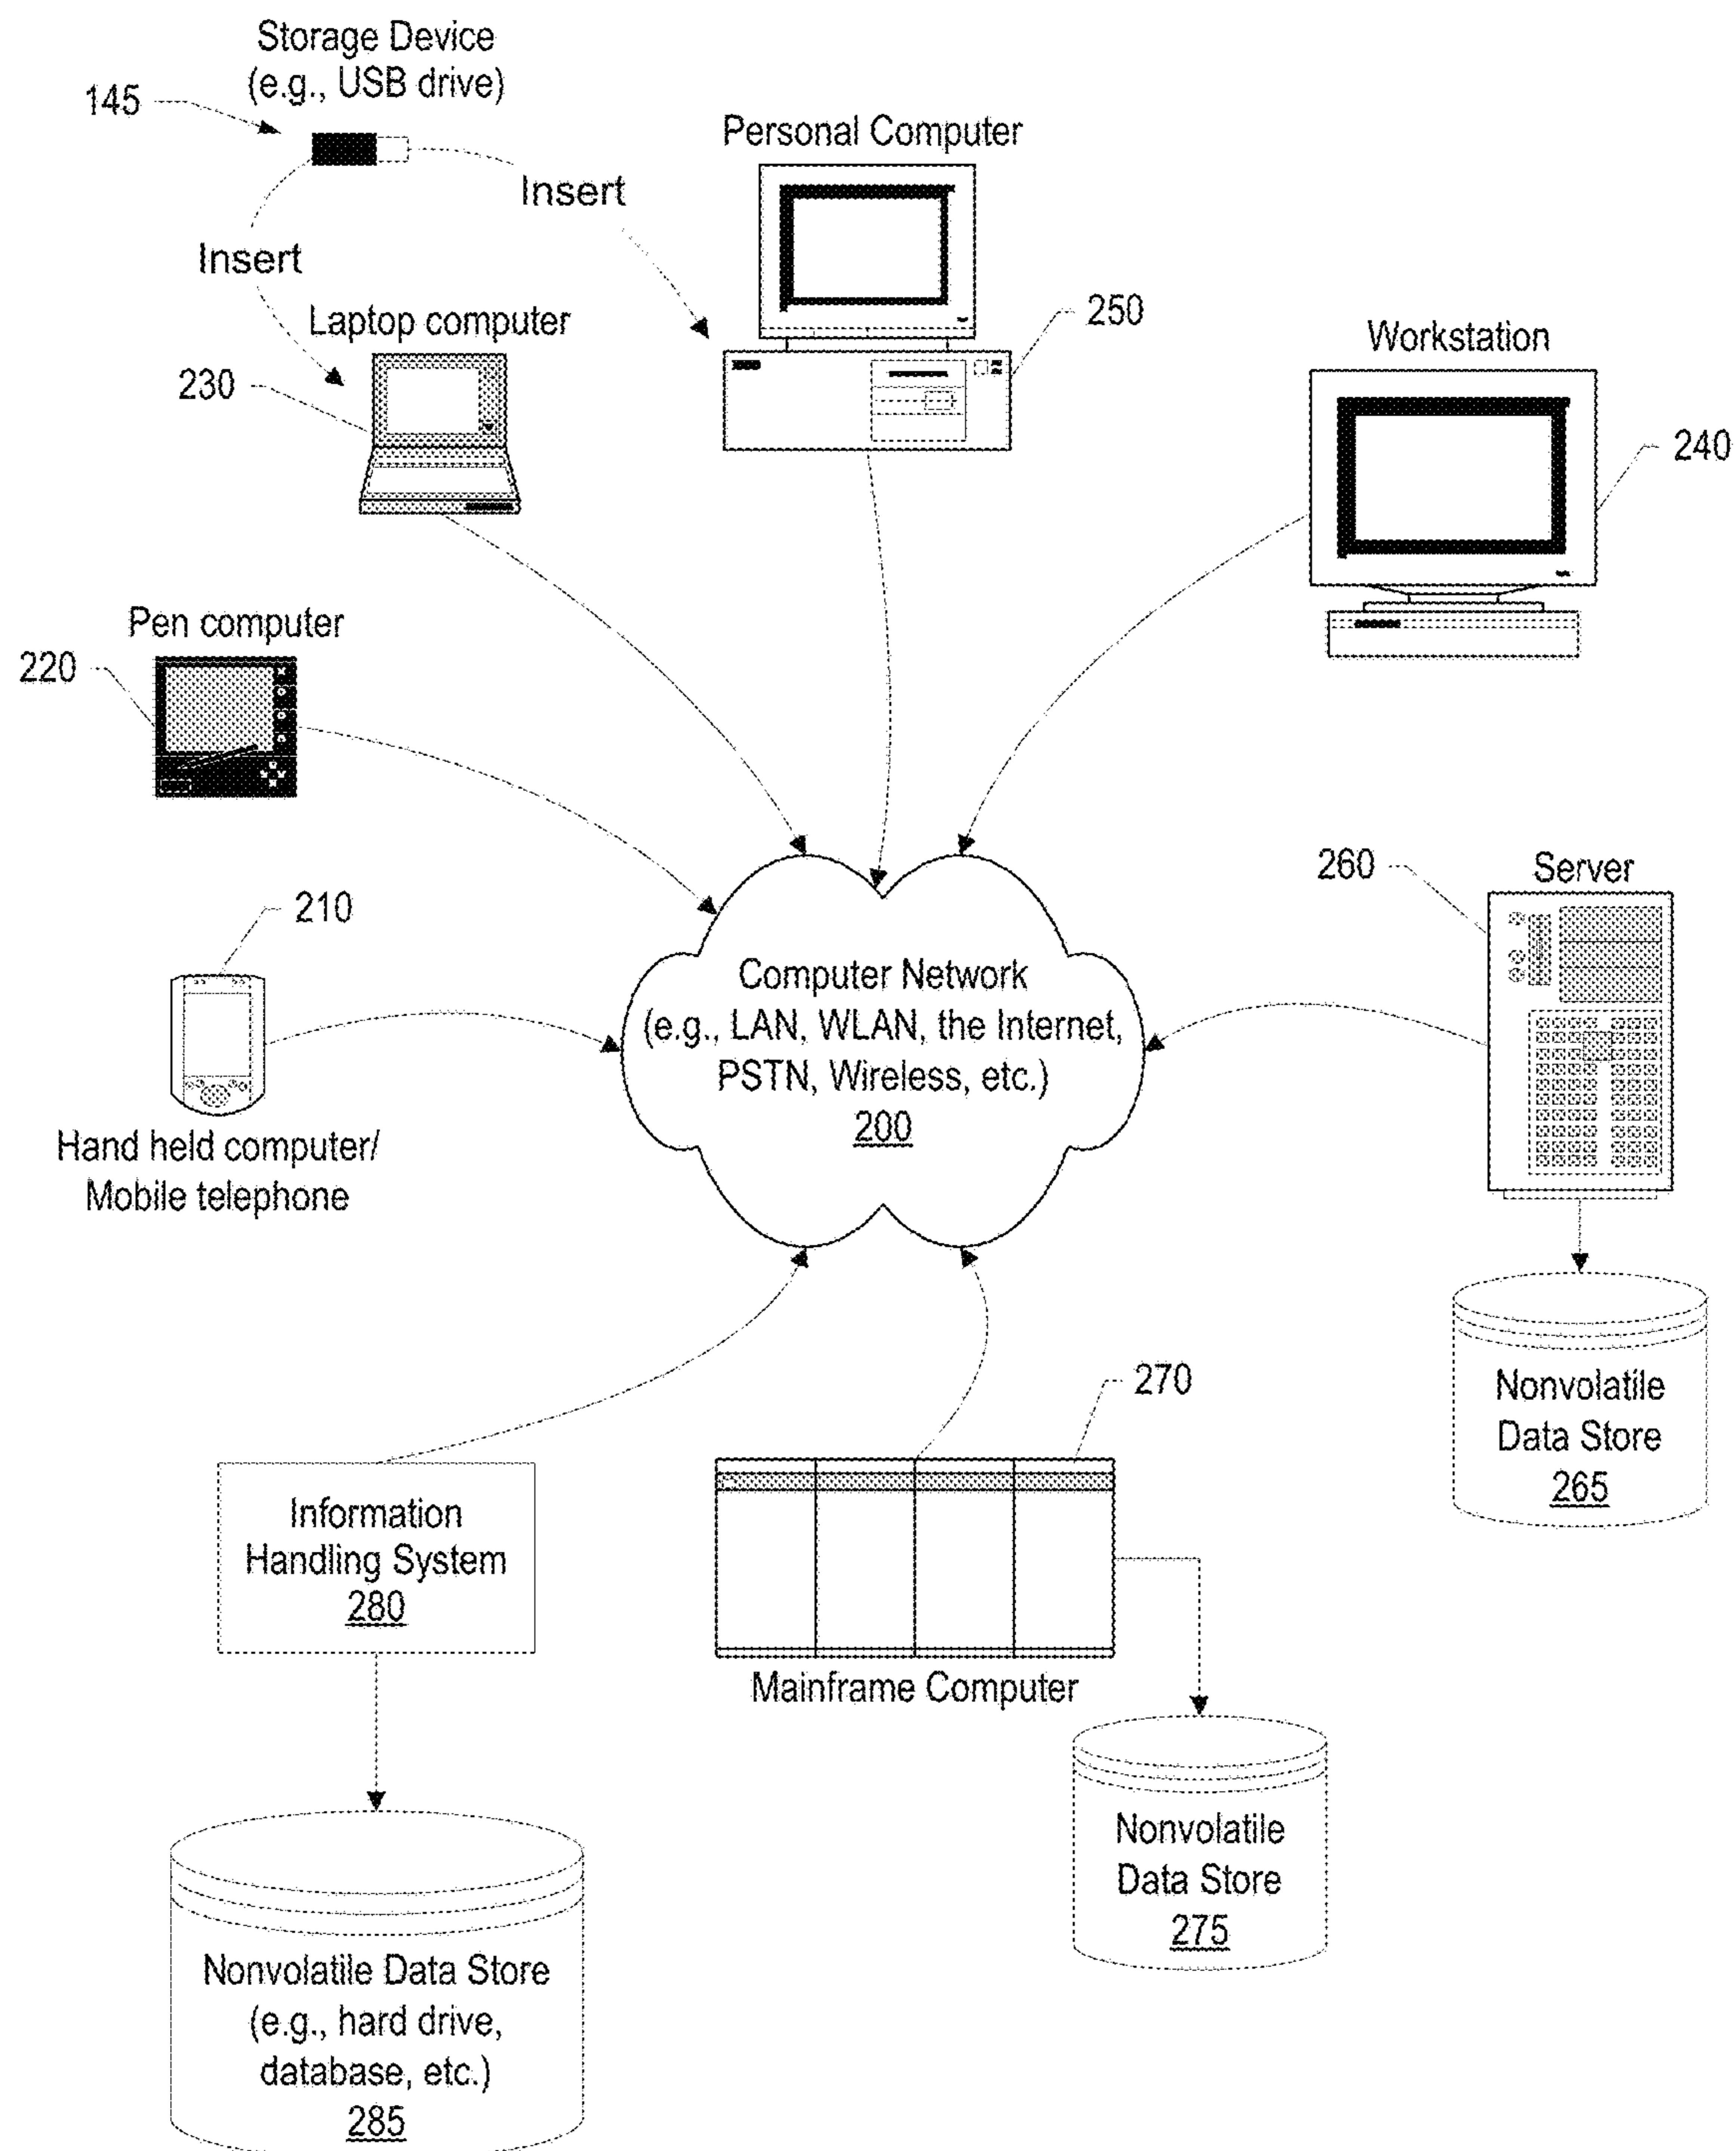 Storage Device
(e.g., USB drive)
145
Personal Computer
Insert
Insert
Laptop computer
250
Workstation
230
240
Pen computer
220
260
Server
210
Computer Network
(e.g., LAN, WLAN, the Internet,
PSTN, Wireless, etc.)
200
Hand held computer/
Mobile telephone
270
Nonvolatile
Data Store
265
Information
Handling System
280
Mainframe Computer
Nonvolatile
Data Store
275
Nonvolatile Data Store
(e.g., hard drive,
database, etc.)
285